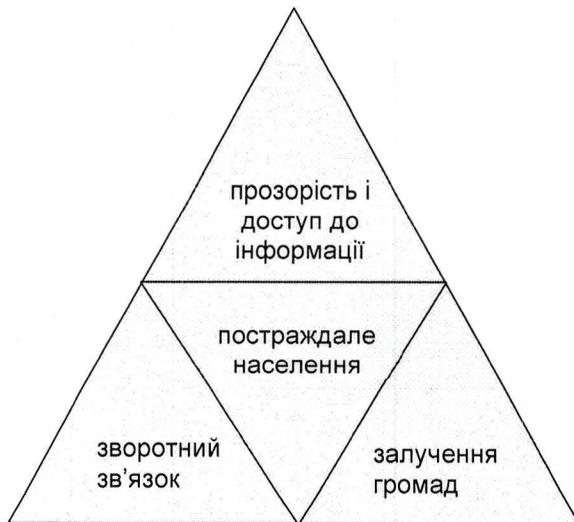 прозорість і
доступ до
інформації
постраждале
населення
зворотний
зв'язок
залучення
громад